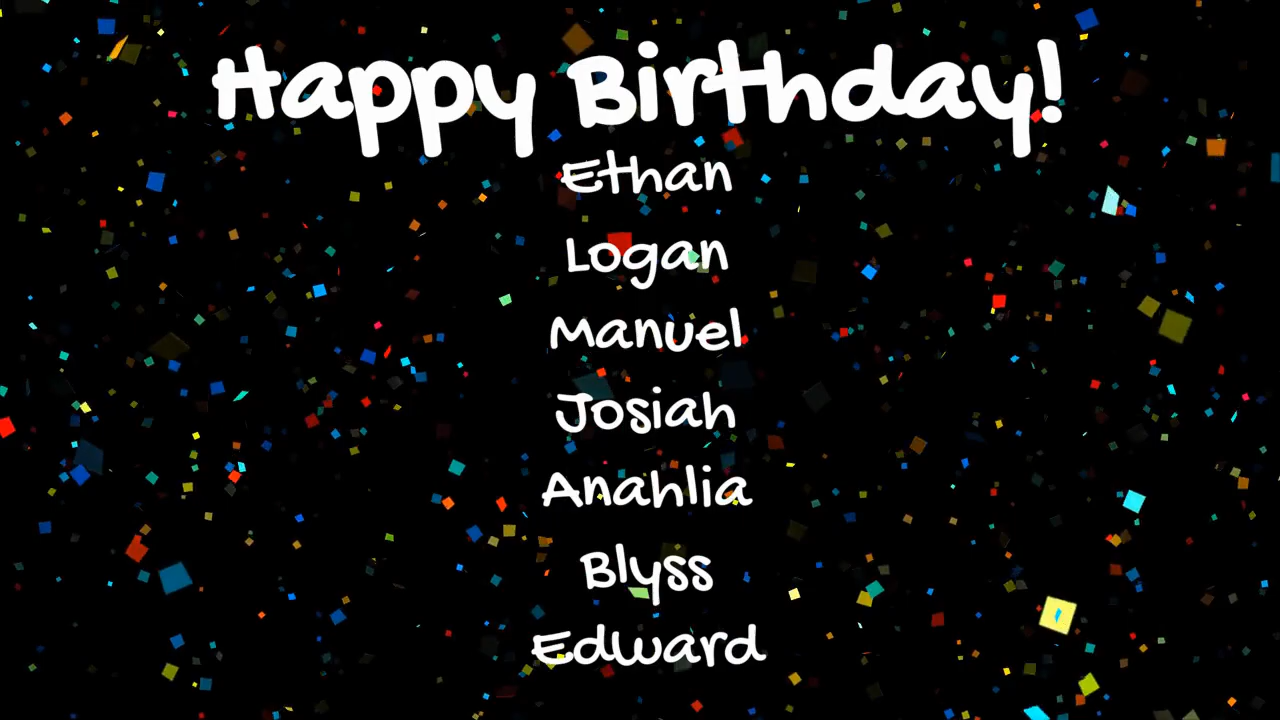 Happy Birthday!
Ethan
Logan
Manuel
Josiah
Anahlia
Blyss
Edward